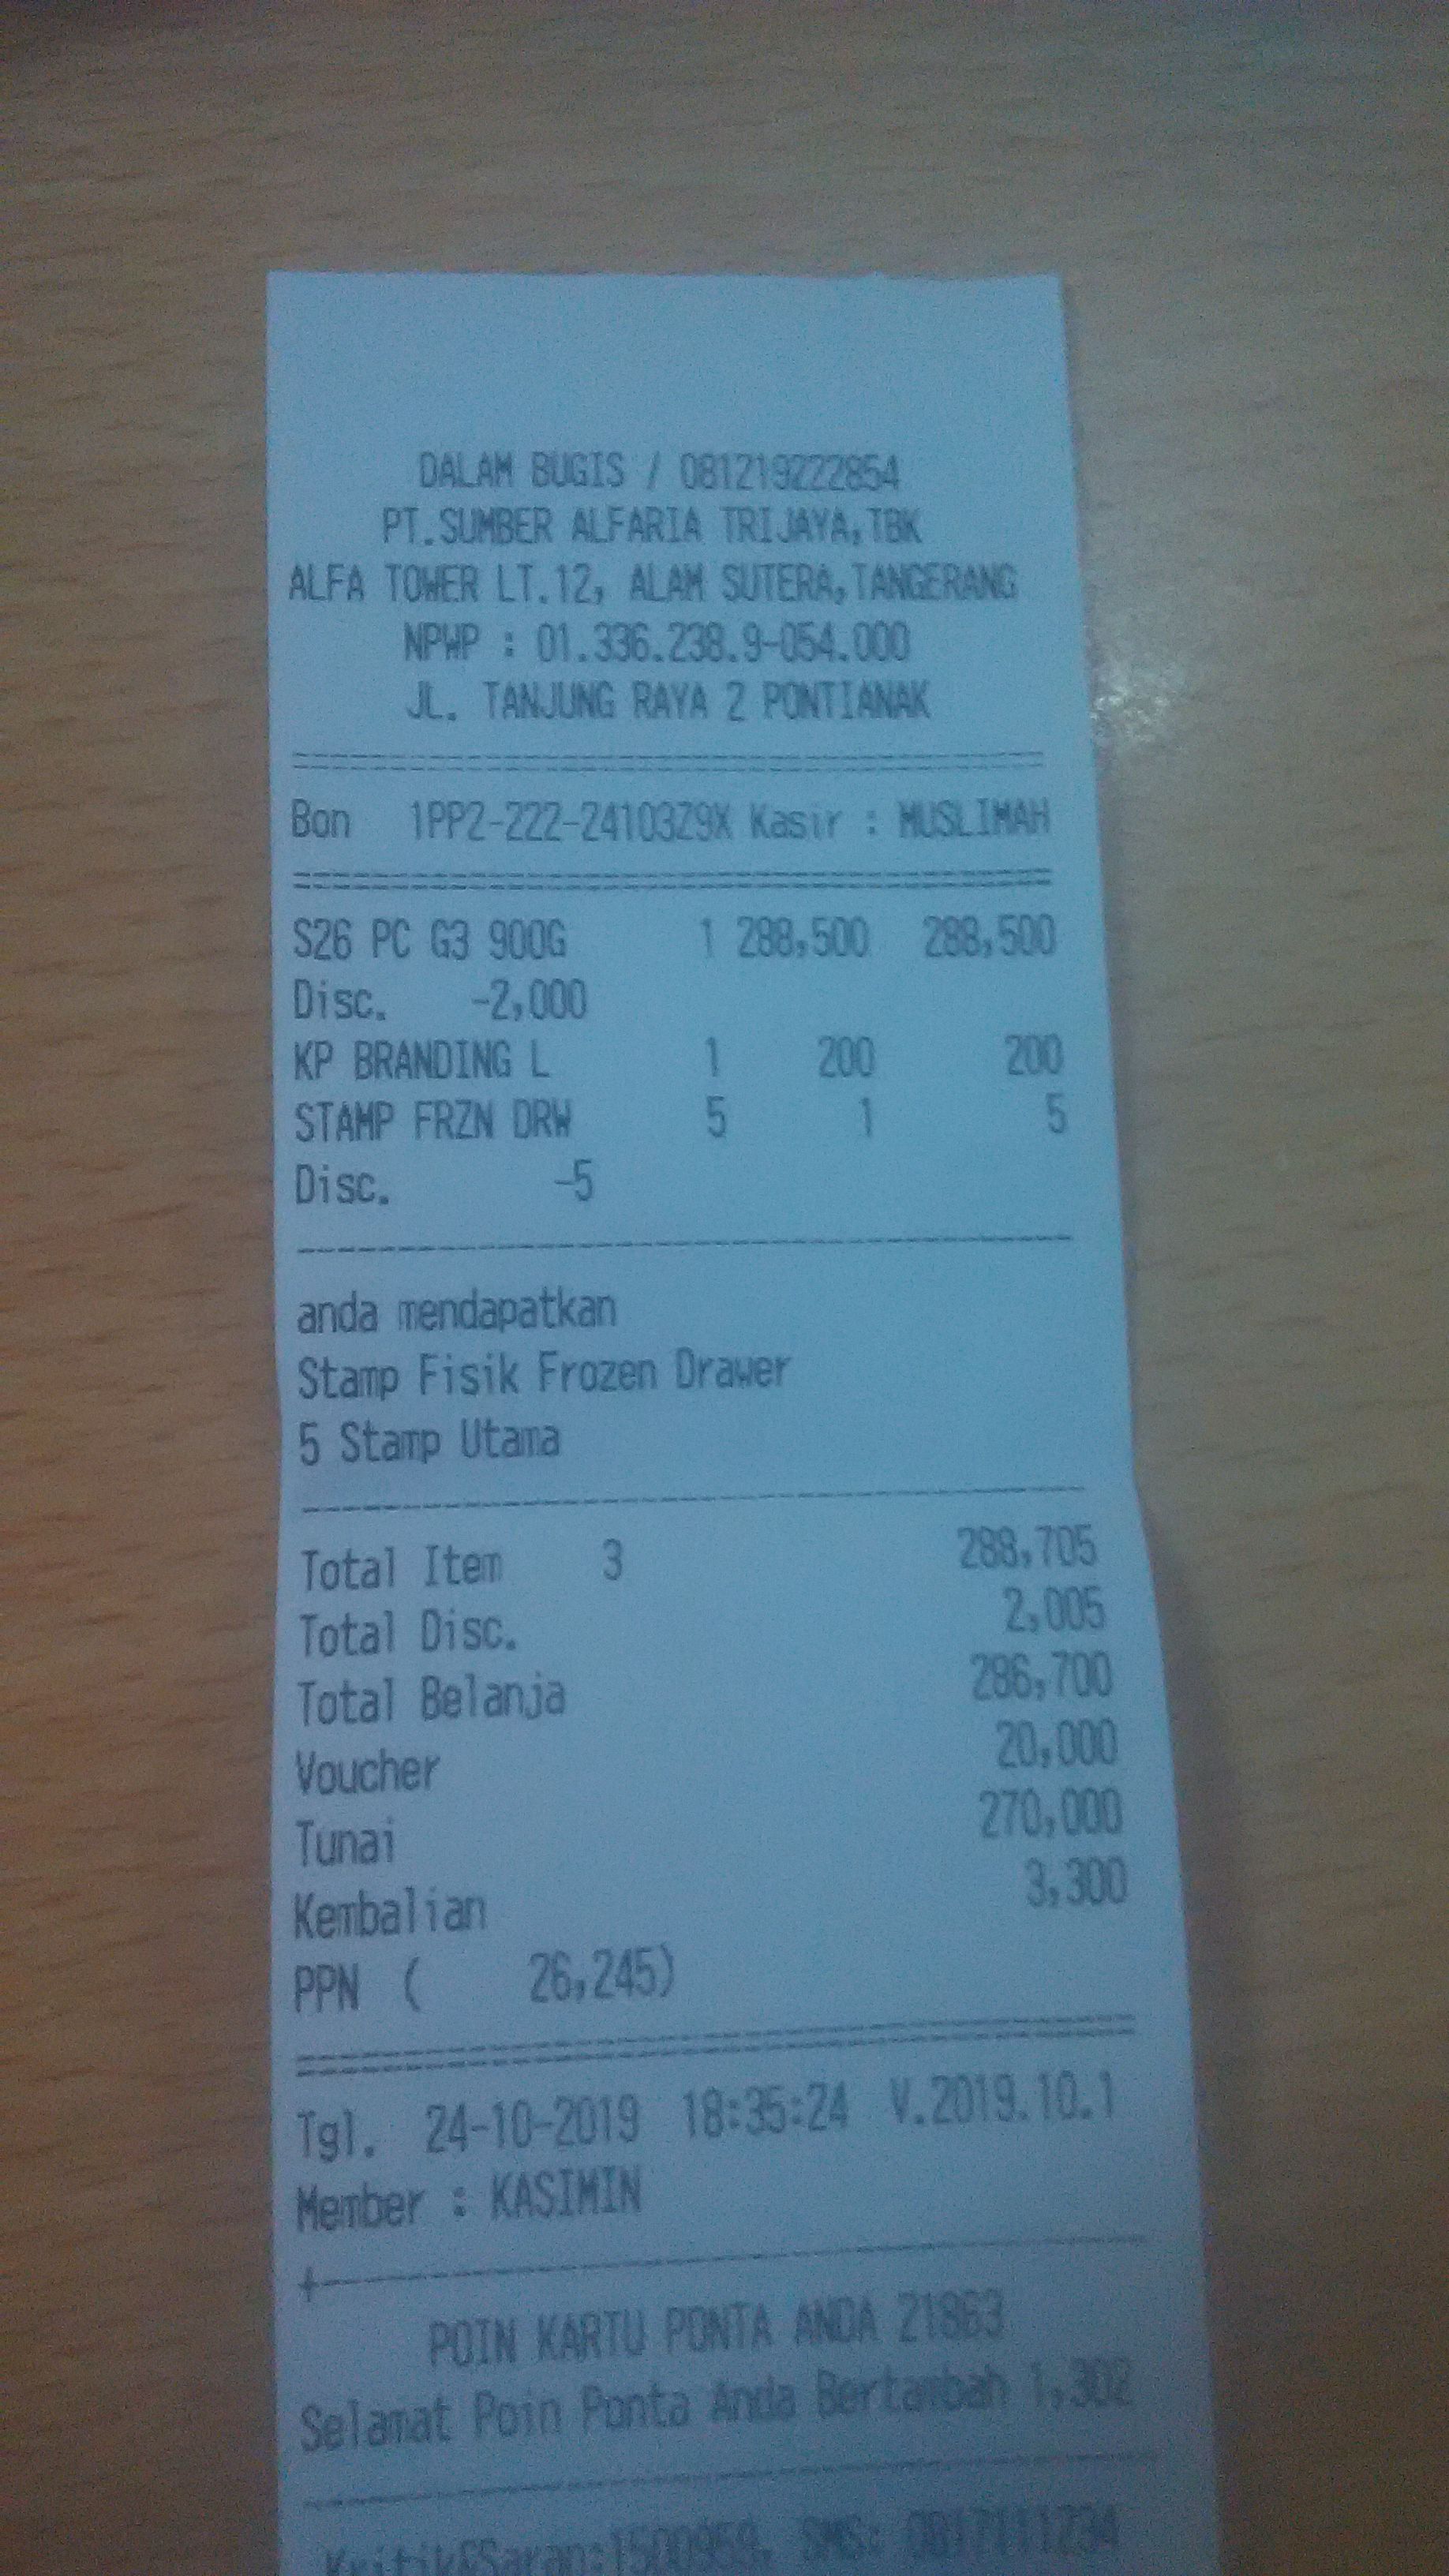 DALAM BUGIS / 081219222854
PT.SUMBER ALFARIA TRIJAYA,TBK
ALFA TOWER LT.12, ALAM SUTERA,TANGERANG
NPWP : 01.336.238.9-054.000
JL. TANJUNG RAYA 2 PONTIANAK
Bon 1PP2-222-24103Z9X Kasir : MUSLIMAH
S26 PC G3 900G 1 288,500 288,500
Disc. -2,000
KP BRANDING L 1 200 200
STAMP FRZN DRW 5 1 5
Disc. -5
anda mendapatkan
Stamp Fisik Frozen Drawer
5 Stamp Utama
Total Item 3 288,705
Total Disc. 2,005
Total Belanja 286,700
Voucher 20,000
Tunai 270,000
Kembalian 3,300
PPN ( 26,245)
Tgl. 24-10-2019 18:35:24 V.2019.10.1
Member : KASIMIN
POIN KARTU PONTA ANDA 21863
Selamat Poin Ponta Anda Bertambah 1,302
Kritik&Saran:1500959, SMS: 0817111234